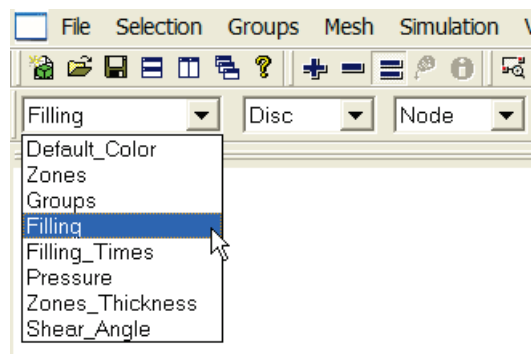 File Selection Groups Mesh Simulation
Filling Disc Node
Default_Color
Zones
Groups
Filling
Filling_Times
Pressure
Zones_Thickness
Shear_Angle